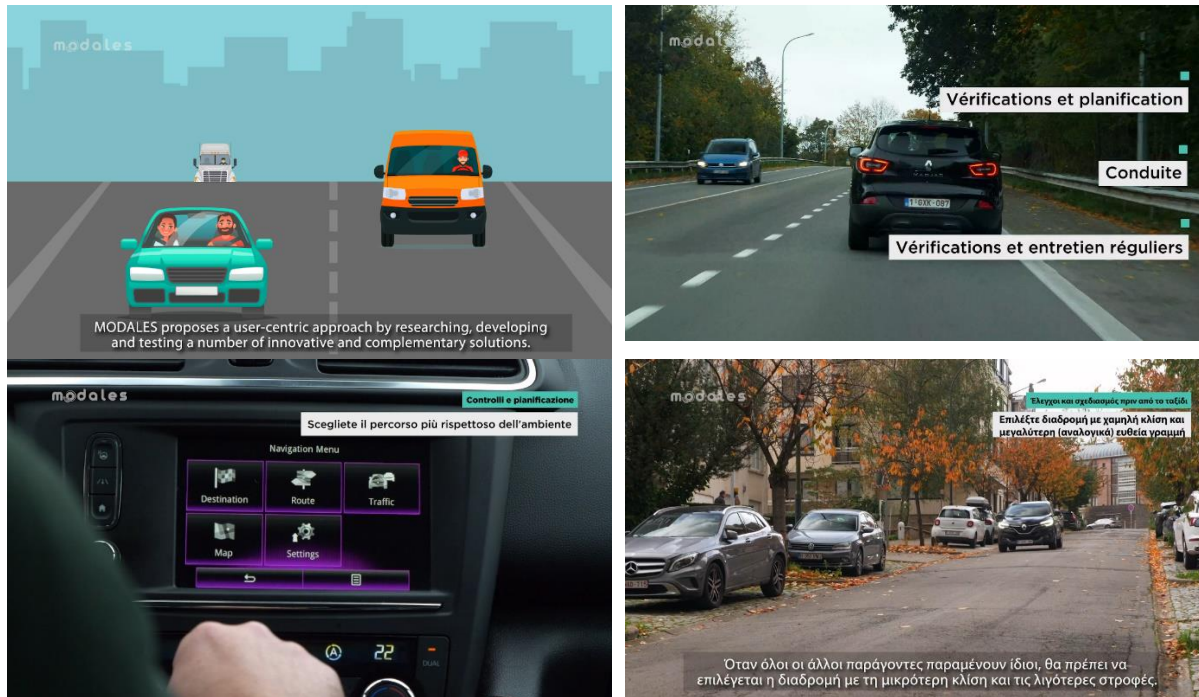 modales
MODALES proposes a user-centric approach by researching, developing
and testing a number of innovative and complementary solutions.
modales
Vérifications et planification
Conduite
Vérifications et entretien réguliers
1-GXK-087
modales
Controlli e pianificazione
Scegliete il percorso più rispettoso dell'ambiente
Navigation Menu
Destination
Route
Traffic
Map
Settings
A
22
DUAL
modales
Έλεγχοι και σχεδιασμός πριν από το ταξίδι
Επιλέξτε διαδρομή με χαμηλή κλίση και
μεγαλύτερη (αναλογικά) ευθεία γραμμή
Όταν όλοι οι άλλοι παράγοντες παραμένουν ίδιοι, θα πρέπει να
επιλέγεται η διαδρομή με τη μικρότερη κλίση και τις λιγότερες στροφές.